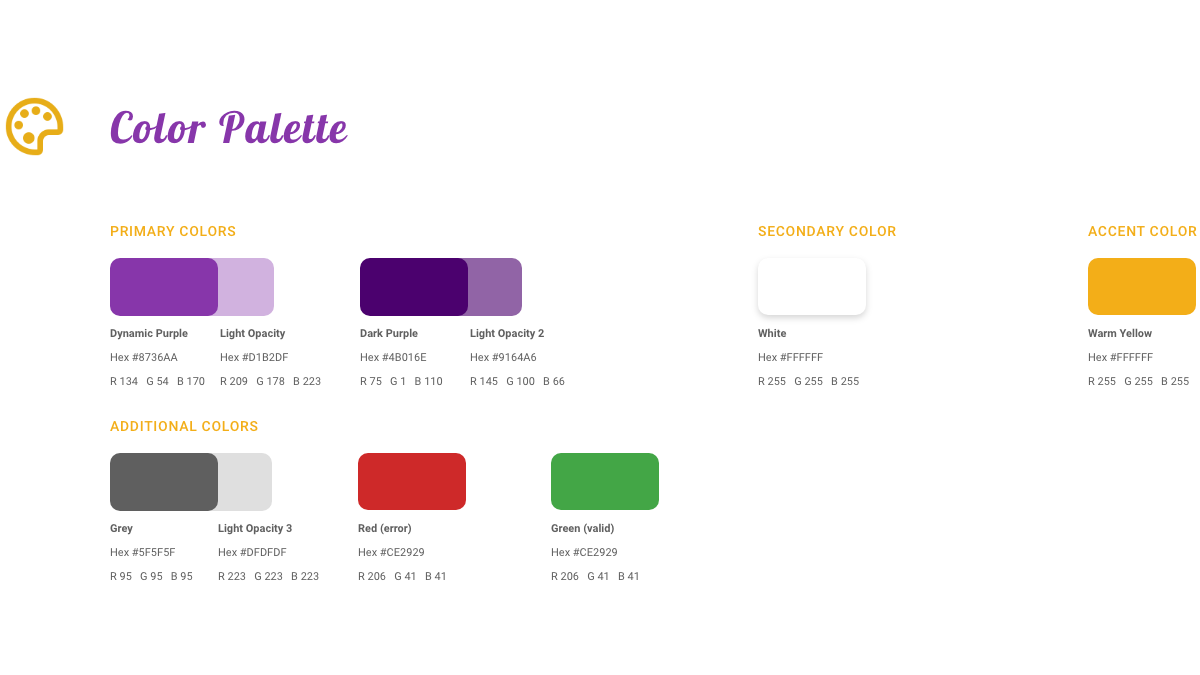 Color Palette
PRIMARY COLORS
Dynamic Purple
Hex #8736AA
R 134 G 54 B 170
Light Opacity
Hex #D1B2DF
R 209 G 178 B 223
Dark Purple
Hex #4B016E
R 75 G 1 B 110
Light Opacity 2
Hex #9164A6
R 145 G 100 B 66
SECONDARY COLOR
White
Hex #FFFFFF
R 255 G 255 B 255
ACCENT COLOR
Warm Yellow
Hex #FFFFFF
R 255 G 255 B 255
ADDITIONAL COLORS
Grey
Hex #5F5F5F
R 95 G 95 B 95
Light Opacity 3
Hex #DFDFDF
R 223 G 223 B 223
Red (error)
Hex #CE2929
R 206 G 41 B 41
Green (valid)
Hex #CE2929
R 206 G 41 B 41